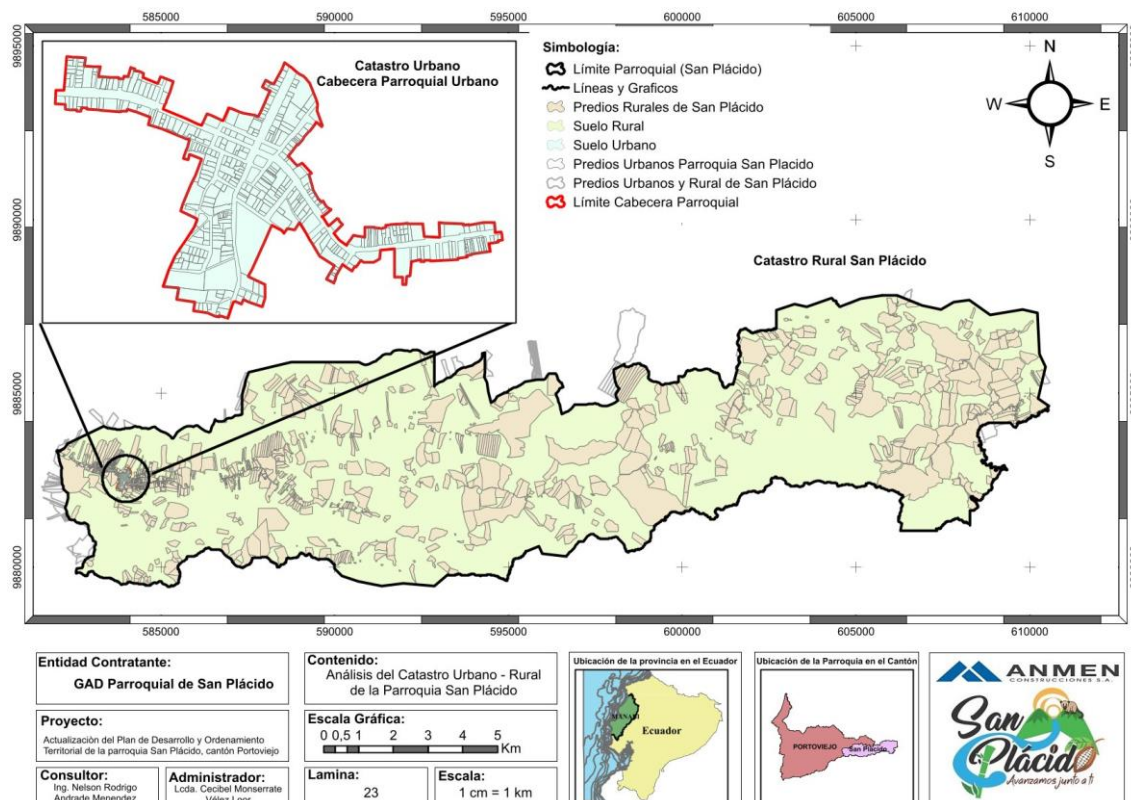 585000 590000 595000 600000 605000 610000
9895000
9890000
9885000
9880000
Catastro Urbano
Cabecera Parroquial Urbano
Simbología:
Límite Parroquial (San Plácido)
Líneas y Graficos
Predios Rurales de San Plácido
Suelo Rural
Suelo Urbano
Predios Urbanos Parroquia San Placido
Predios Urbanos y Rural de San Plácido
Límite Cabecera Parroquial
N
W E
S
Catastro Rural San Plácido
585000 590000 595000 600000 605000 610000
Entidad Contratante:
GAD Parroquial de San Plácido
Proyecto:
Actualización del Plan de Desarrollo y Ordenamiento
Territorial de la parroquia San Plácido, cantón Portoviejo
Consultor:
Ing. Nelson Rodrigo
Andrade Menendez
Administrador:
Lcda. Cecibel Monserrate
Vélez Loor
Contenido:
Análisis del Catastro Urbano - Rural
de la Parroquia San Plácido
Escala Gráfica:
0 0,5 1 2 3 4 5
Km
Lamina:
23
Escala:
1 cm = 1 km
Ubicación de la provincia en el Ecuador
MANABI
Ecuador
Ubicación de la Parroquia en el Cantón
PORTOVIEJO
San Plácido
ANMEN
CONSTRUCCIONES S.A.
San
Plácido
Avanzamos junto a ti